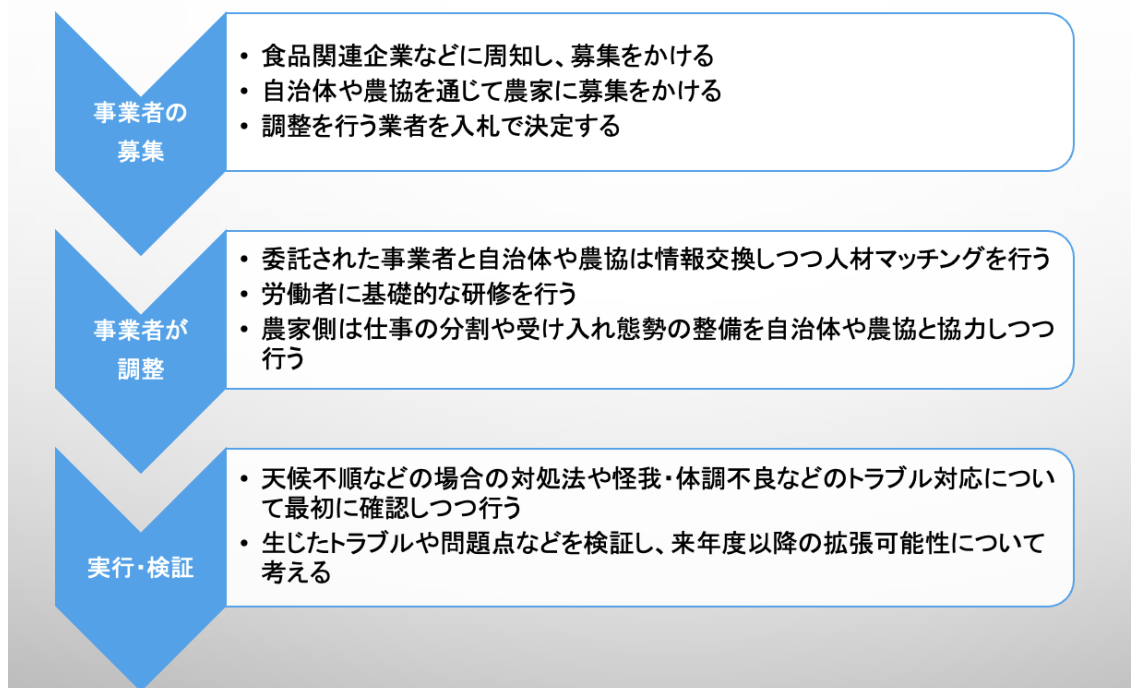 事業者の
募集
• 食品関連企業などに周知し、募集をかける
• 自治体や農協を通じて農家に募集をかける
• 調整を行う業者を入札で決定する
事業者が
調整
• 委託された事業者と自治体や農協は情報交換しつつ人材マッチングを行う
• 労働者に基礎的な研修を行う
• 農家側は仕事の分割や受け入れ態勢の整備を自治体や農協と協力しつつ
行う
実行・検証
• 天候不順などの場合の対処法や怪我・体調不良などのトラブル対応につい
て最初に確認しつつ行う
• 生じたトラブルや問題点などを検証し、来年度以降の拡張可能性について
考える